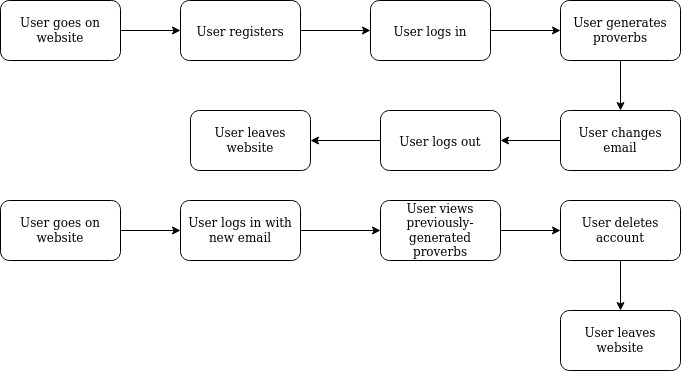 User goes on
website
User registers
User logs in
User generates
proverbs
User changes
email
User logs out
User leaves
website
User goes on
website
User logs in with
new email
User views
previously-
generated
proverbs
User deletes
account
User leaves
website